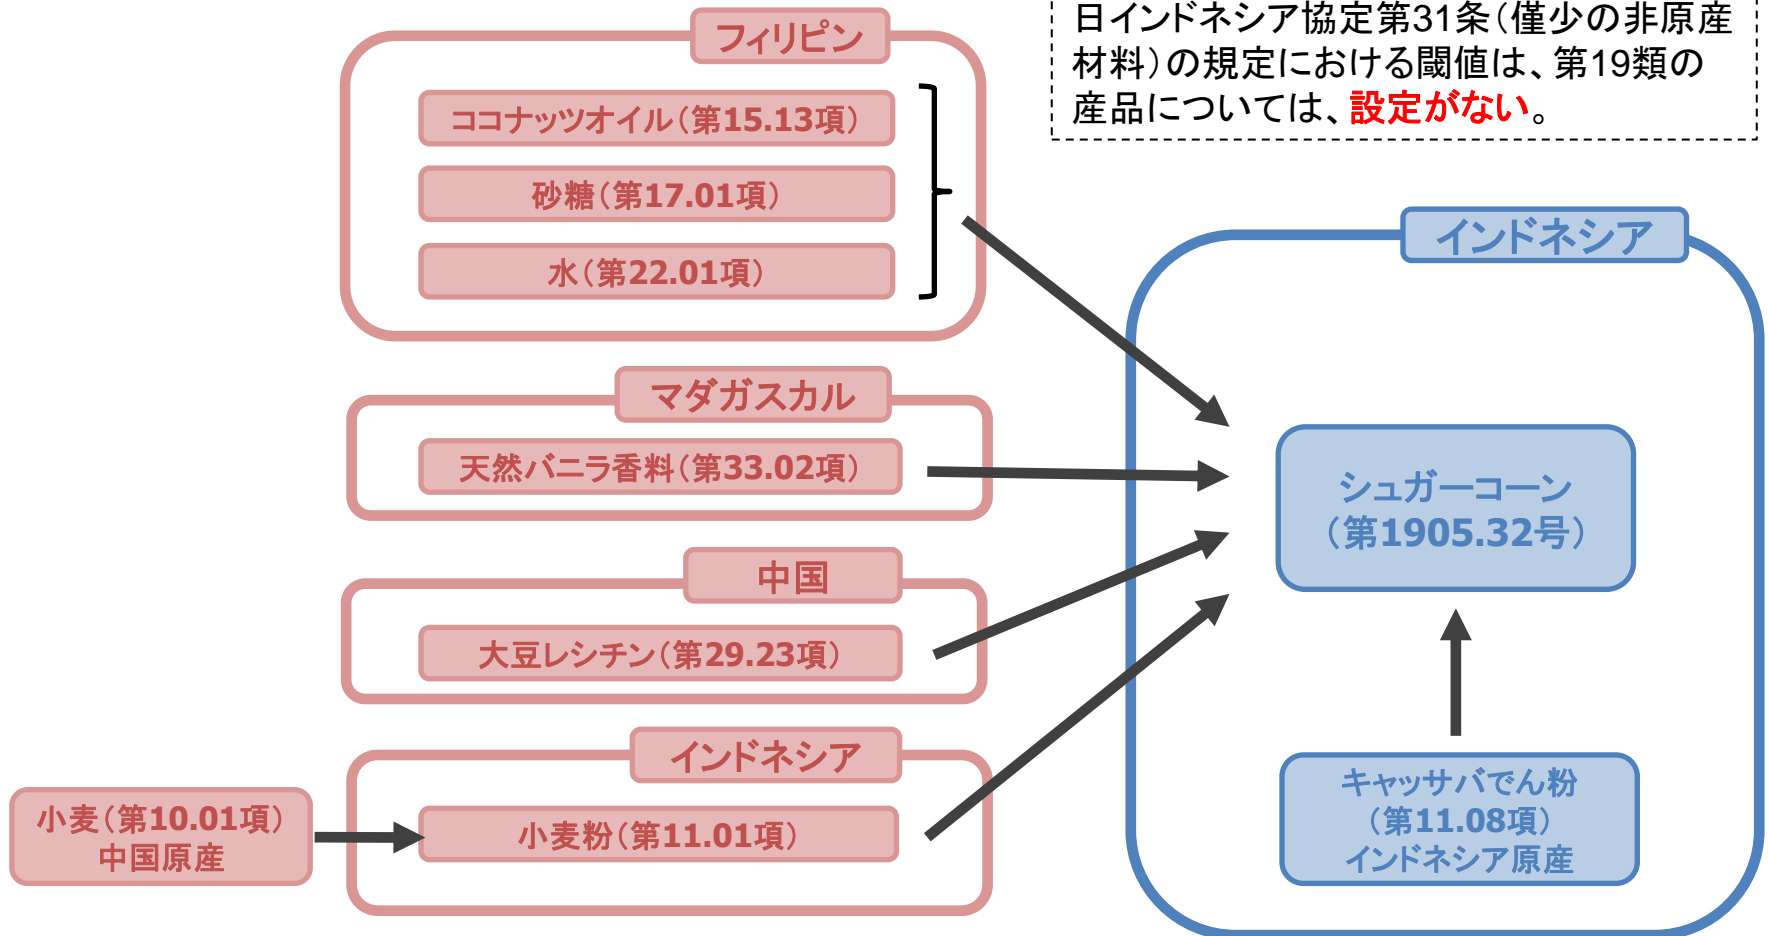 日インドネシア協定第31条（僅少の非原産
材料）の規定における閾値は、第19類の
産品については、設定がない。
フィリピン
ココナッツオイル（第15.13項）
砂糖（第17.01項）
水（第22.01項）
マダガスカル
天然バニラ香料（第33.02項）
中国
大豆レシチン（第29.23項）
インドネシア
小麦（第10.01項）
中国原産
小麦粉（第11.01項）
インドネシア
シュガーコーン
（第1905.32号）
キャッサバでん粉
（第11.08項）
インドネシア原産